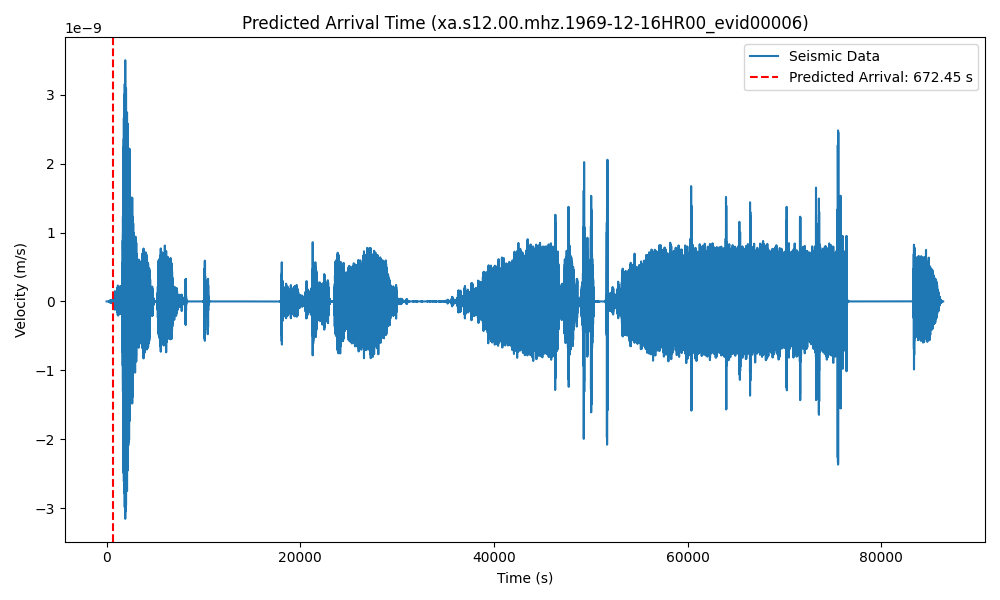 Predicted Arrival Time (xa.s12.00.mhz.1969-12-16HR00_evid00006)
1e−9
Seismic Data
Predicted Arrival: 672.45 s
3
2
1
0
−1
−2
−3
Velocity (m/s)
0
20000
40000
60000
80000
Time (s)